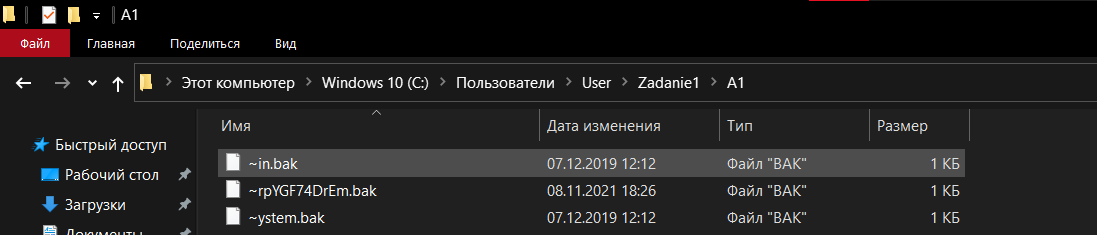 A1
Файл Главная Поделиться Вид
Этот компьютер Windows 10 (C:) Пользователи User Zadanie1 A1
Имя Дата изменения Тип Размер
Быстрый доступ
~in.bak 07.12.2019 12:12 Файл "BAK" 1 КБ
Рабочий стол
~rpYGF74DrEm.bak 08.11.2021 18:26 Файл "BAK" 1 КБ
Загрузки
~ystem.bak 07.12.2019 12:12 Файл "BAK" 1 КБ
Документы